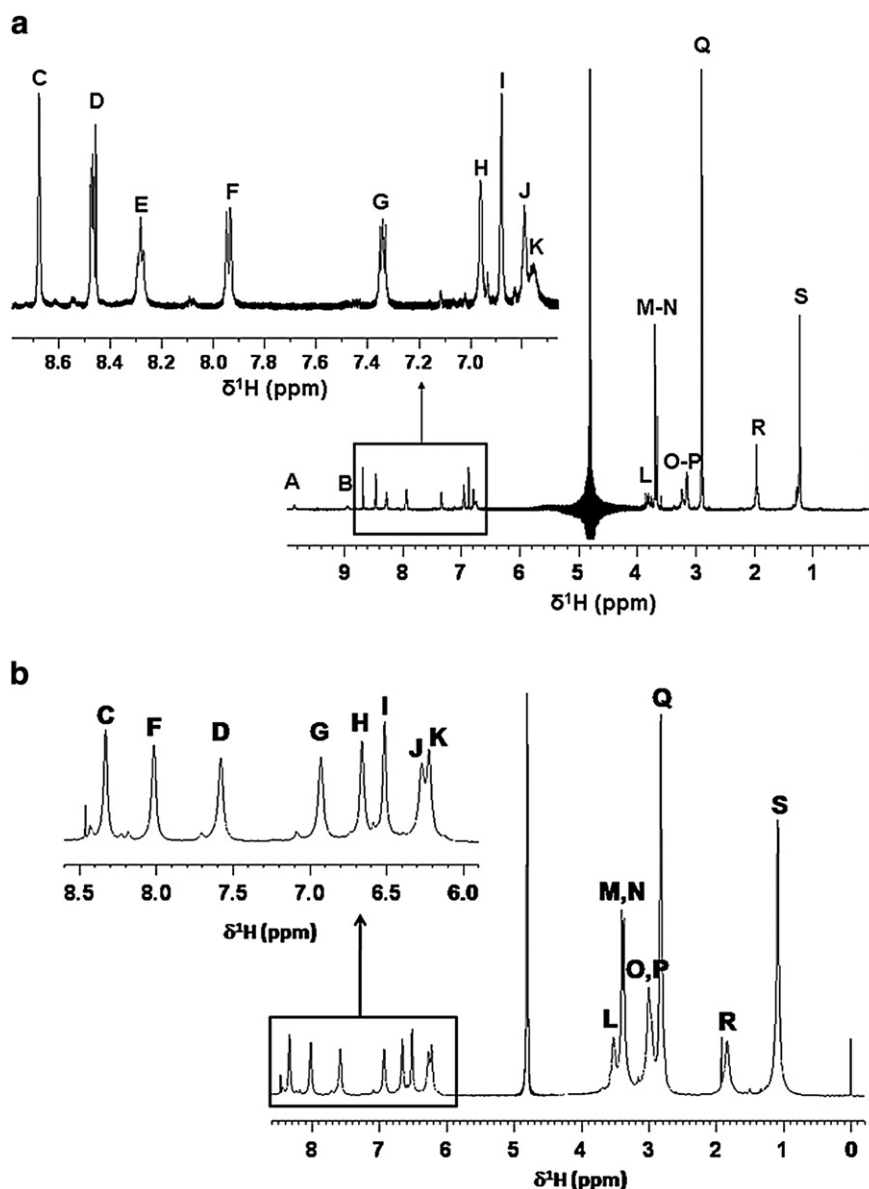 a
C
D
E
F
G
H
I
J
K
8.6 8.4 8.2 8.0 7.8 7.6 7.4 7.2 7.0
δ¹H (ppm)
Q
M-N
S
R
O-P
L
A
B
9 8 7 6 5 4 3 2 1
δ¹H (ppm)
b
C
F
D
G
H
I
J
K
8.5 8.0 7.5 7.0 6.5 6.0
δ¹H (ppm)
Q
S
M,N
O,P
L
R
8 7 6 5 4 3 2 1 0
δ¹H (ppm)